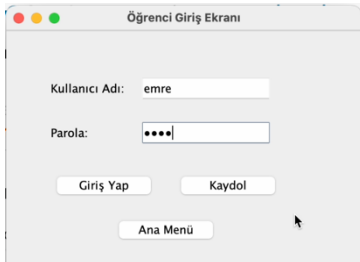 Öğrenci Giriş Ekranı
Kullanıcı Adı: emre
Parola: ••••
Giriş Yap Kaydol
Ana Menü